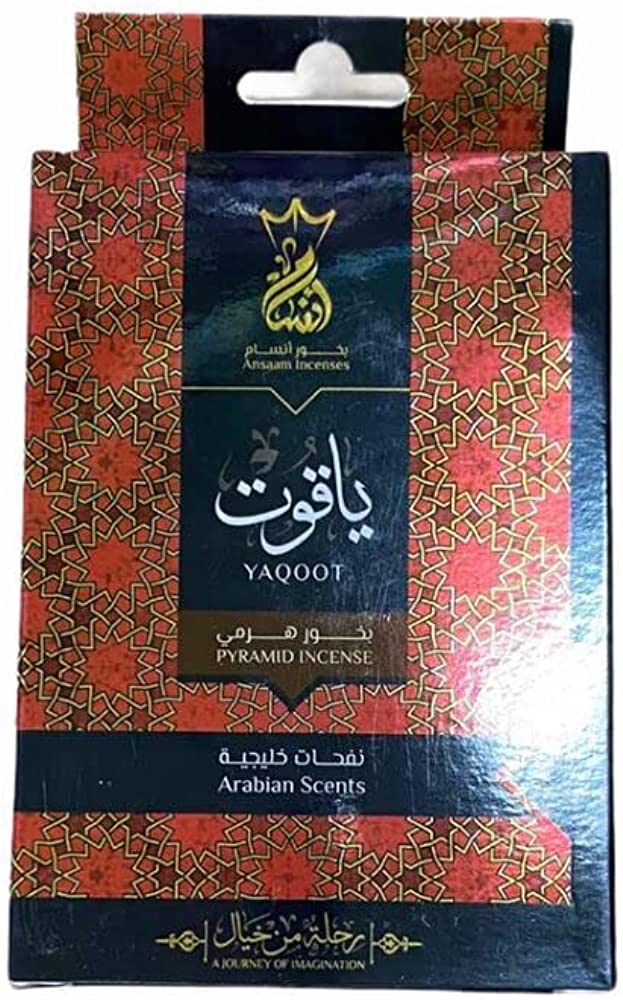 أنسام
بخور أنسام
Ansaam Incenses
ياقوت
YAQOOT
بخور هرمي
PYRAMID INCENSE
نفحات خليجية
Arabian Scents
رحلة من خيال
A JOURNEY OF IMAGINATION